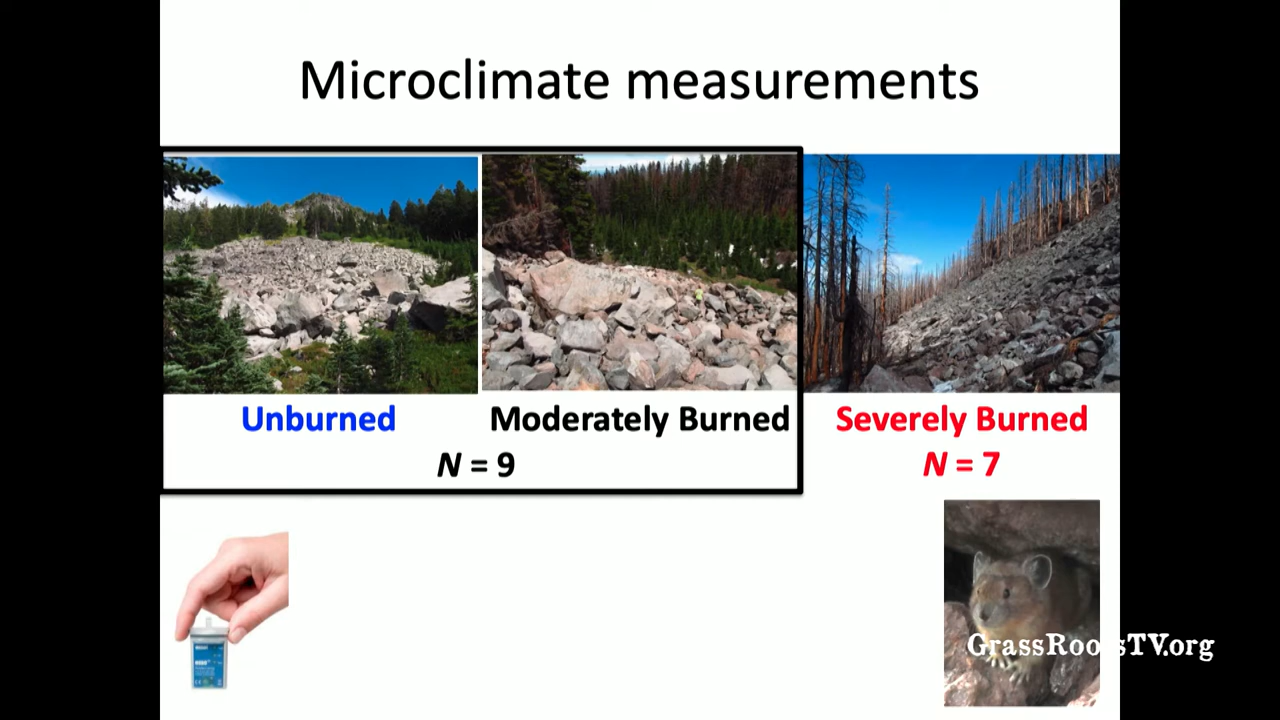 Microclimate measurements
Unburned
Moderately Burned
Severely Burned
N = 9
N = 7
GrassRootsTV.org